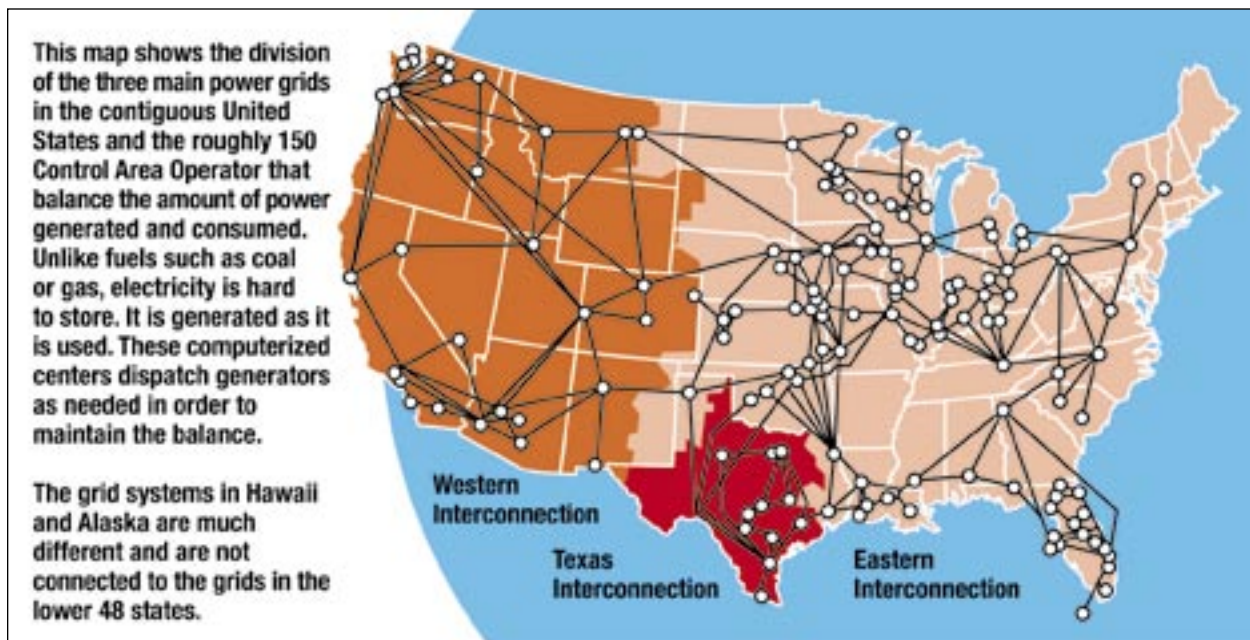 This map shows the division
of the three main power grids
in the contiguous United
States and the roughly 150
Control Area Operator that
balance the amount of power
generated and consumed.
Unlike fuels such as coal
or gas, electricity is hard
to store. It is generated as it
is used. These computerized
centers dispatch generators
as needed in order to
maintain the balance.
The grid systems in Hawaii
and Alaska are much
different and are not
connected to the grids in the
lower 48 states.
Western
Interconnection
Texas
Interconnection
Eastern
Interconnection